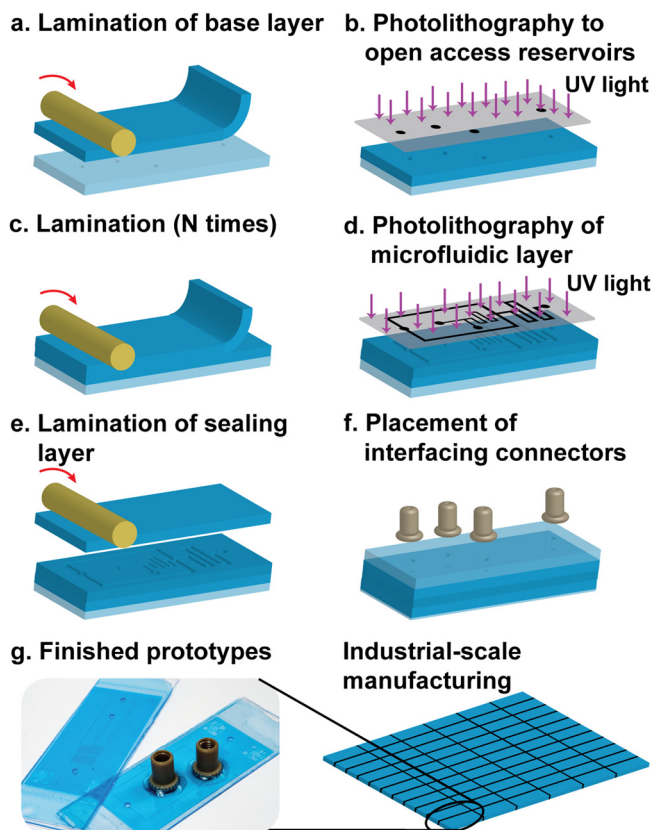 a. Lamination of base layer
b. Photolithography to
open access reservoirs
UV light
c. Lamination (N times)
d. Photolithography of
microfluidic layer
UV light
e. Lamination of sealing
layer
f. Placement of
interfacing connectors
g. Finished prototypes
Industrial-scale
manufacturing